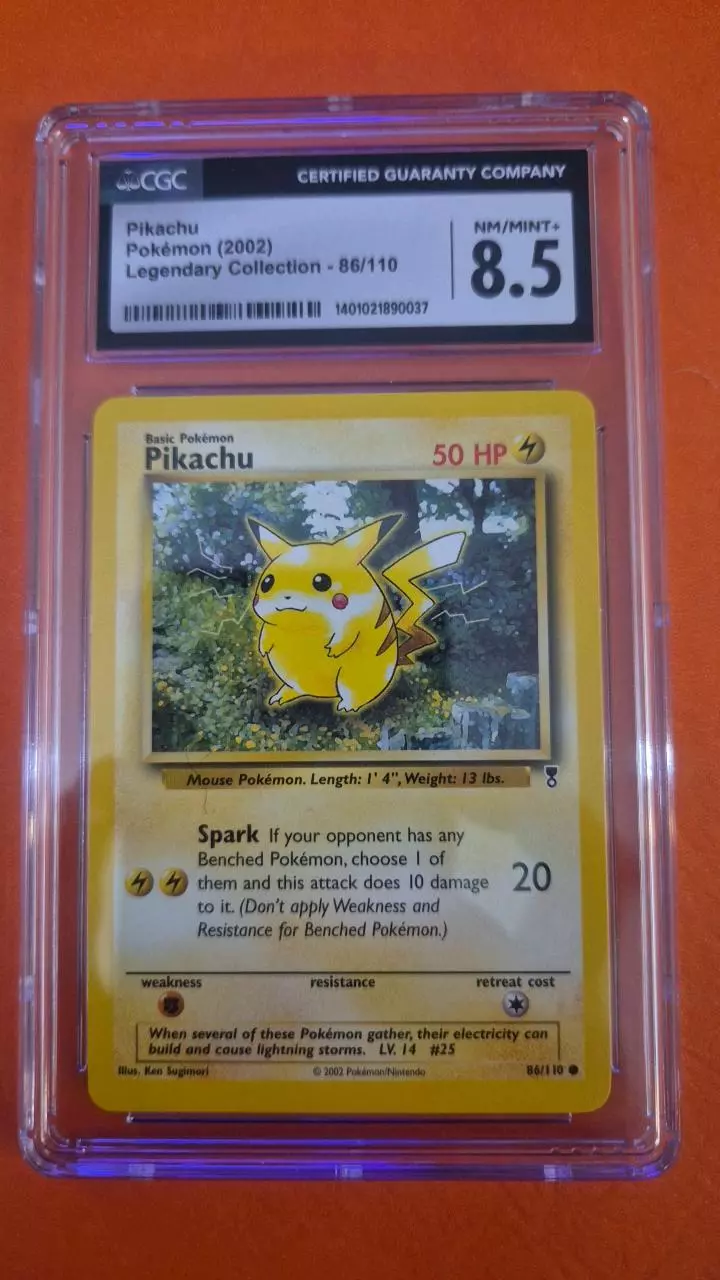 CGC
CERTIFIED GUARANTY COMPANY
Pikachu
Pokémon (2002)
Legendary Collection - 86/110
NM/MINT+
8.5
1401021890037
Basic Pokémon
Pikachu
50 HP
Mouse Pokémon. Length: 1' 4", Weight: 13 lbs.
Spark If your opponent has any
Benched Pokémon, choose 1 of
them and this attack does 10 damage
to it. (Don't apply Weakness and
Resistance for Benched Pokémon.)
20
weakness
resistance
retreat cost
When several of these Pokémon gather, their electricity can
build and cause lightning storms. LV. 14 #25
Illus. Ken Sugimori
© 2002 Pokémon/Nintendo
86/110